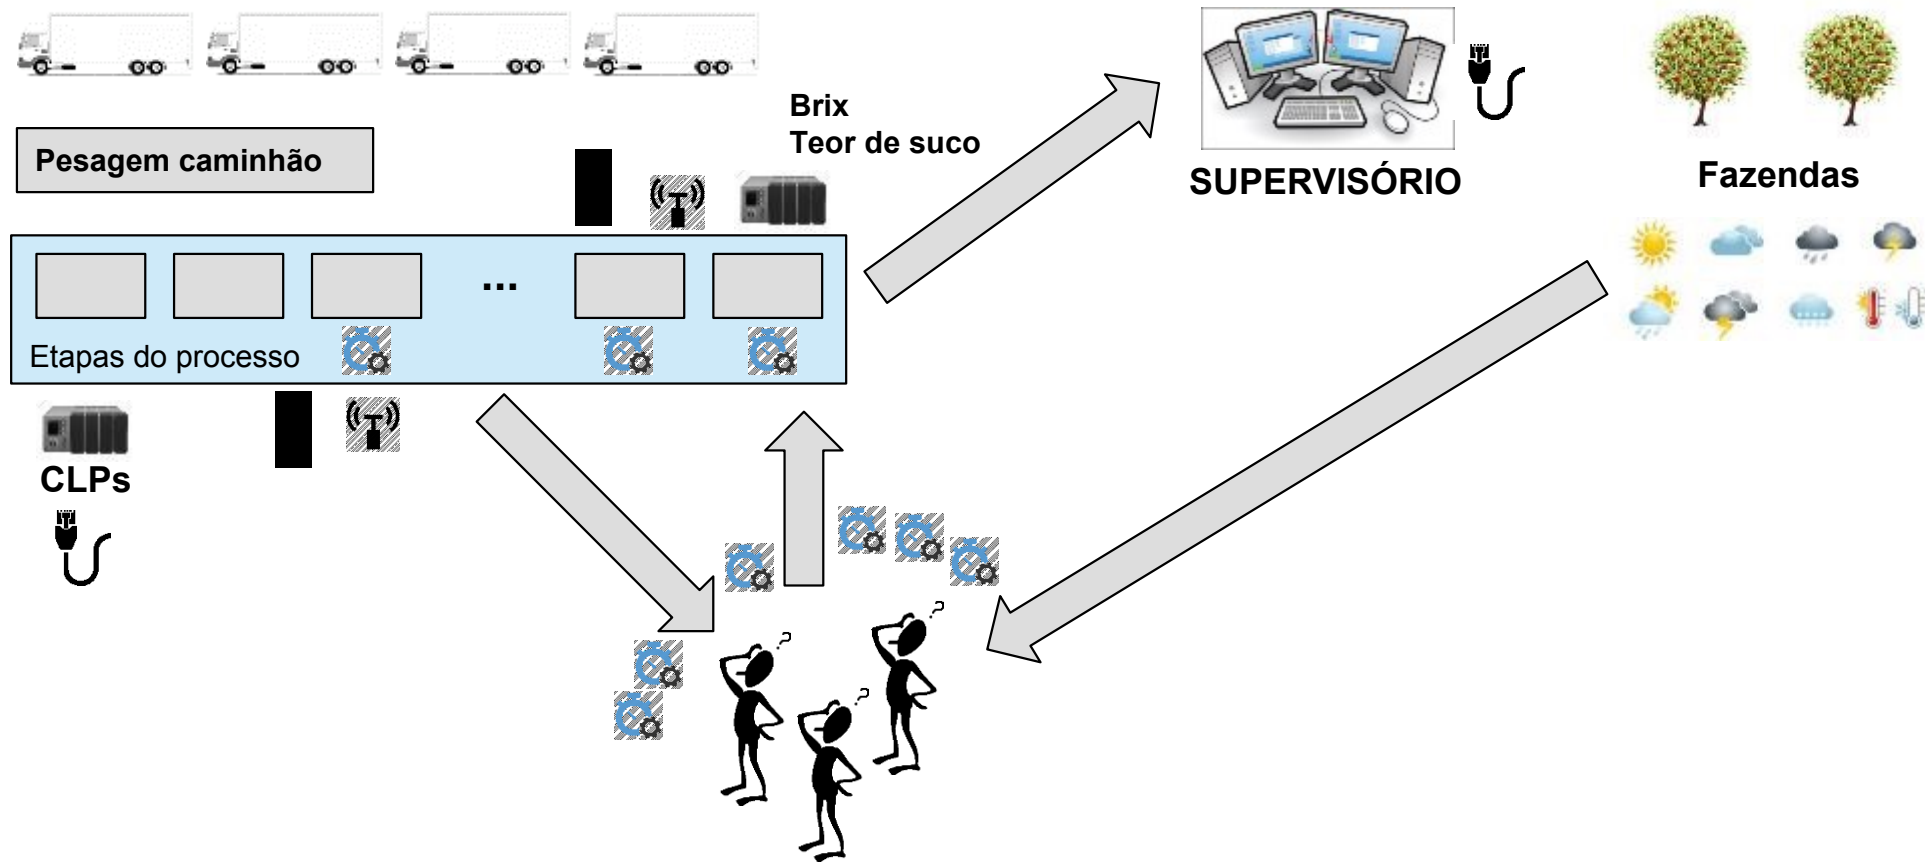 Brix
Teor de suco
Pesagem caminhão
SUPERVISÓRIO
Fazendas
...
Etapas do processo
CLPs
?
?
?